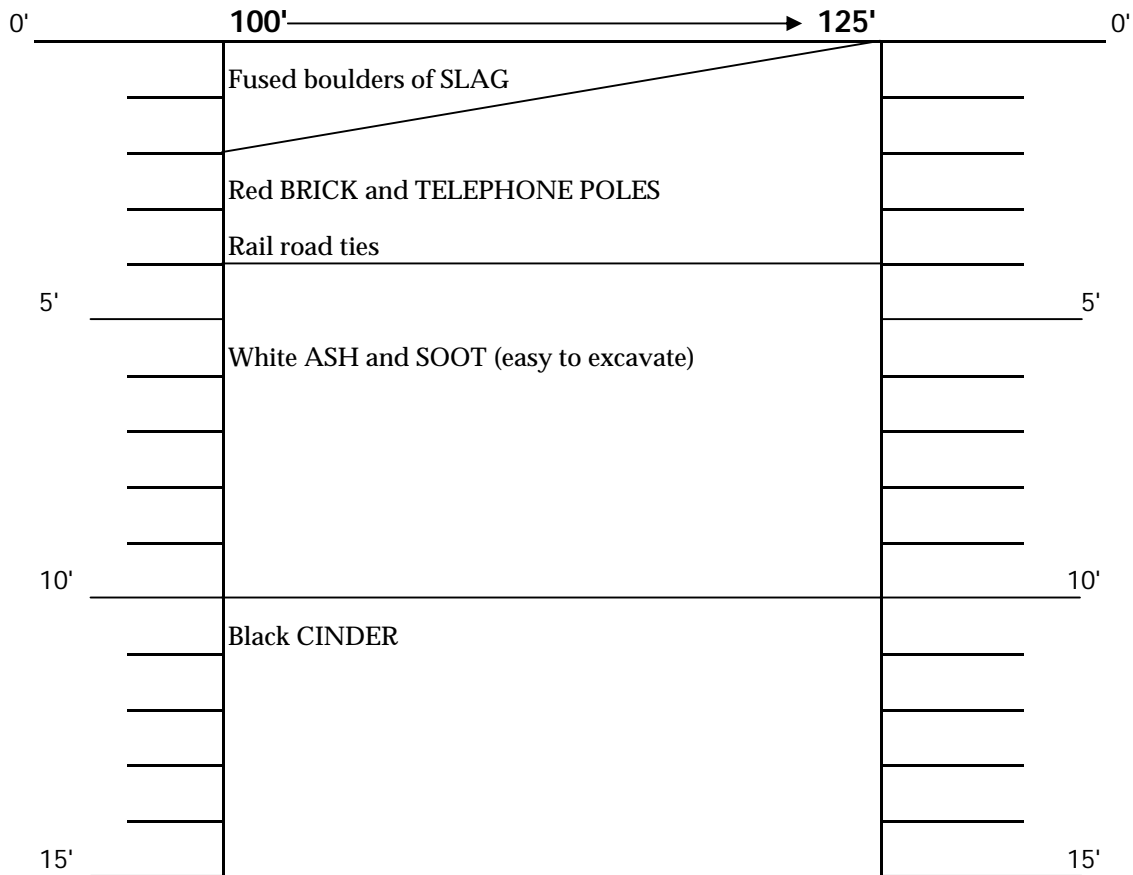 0' 100' 125' 0'
Fused boulders of SLAG
Red BRICK and TELEPHONE POLES
Rail road ties
5' 5'
White ASH and SOOT (easy to excavate)
10' 10'
Black CINDER
15' 15'